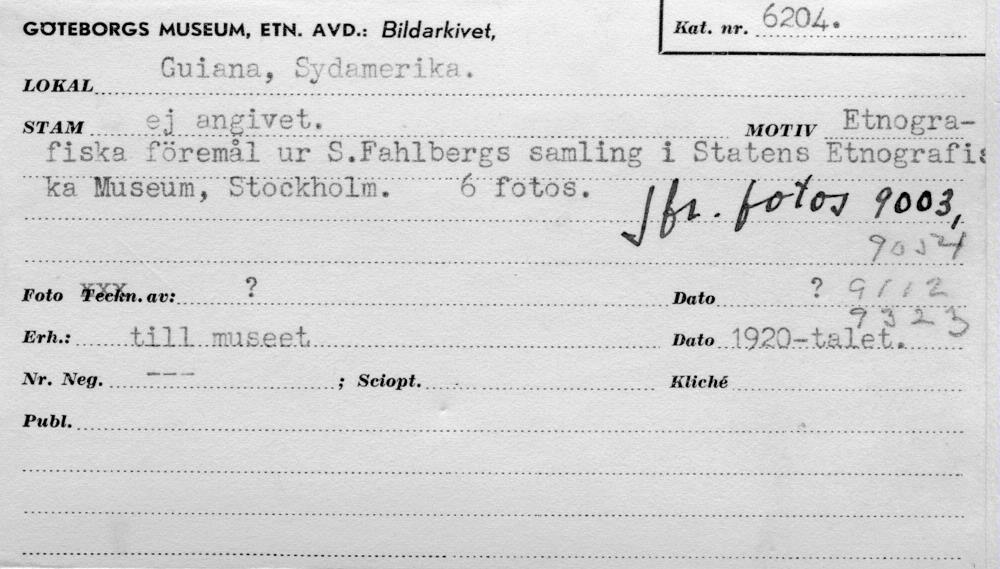 GÖTEBORGS MUSEUM, ETN. AVD.: Bildarkivet,
Kat. nr. 6204.
LOKAL Guiana, Sydamerika.
STAM ej angivet. MOTIV Etnogra-
fiska föremål ur S.Fahlbergs samling i Statens Etnografis
ka Museum, Stockholm. 6 fotos.
Jfr. fotos 9003,
9054
9112
9323
Foto Teckn. av: ? Dato ?
Erh.: till museet Dato 1920-talet.
Nr. Neg. --- ; Sciopt. Kliché
Publ.